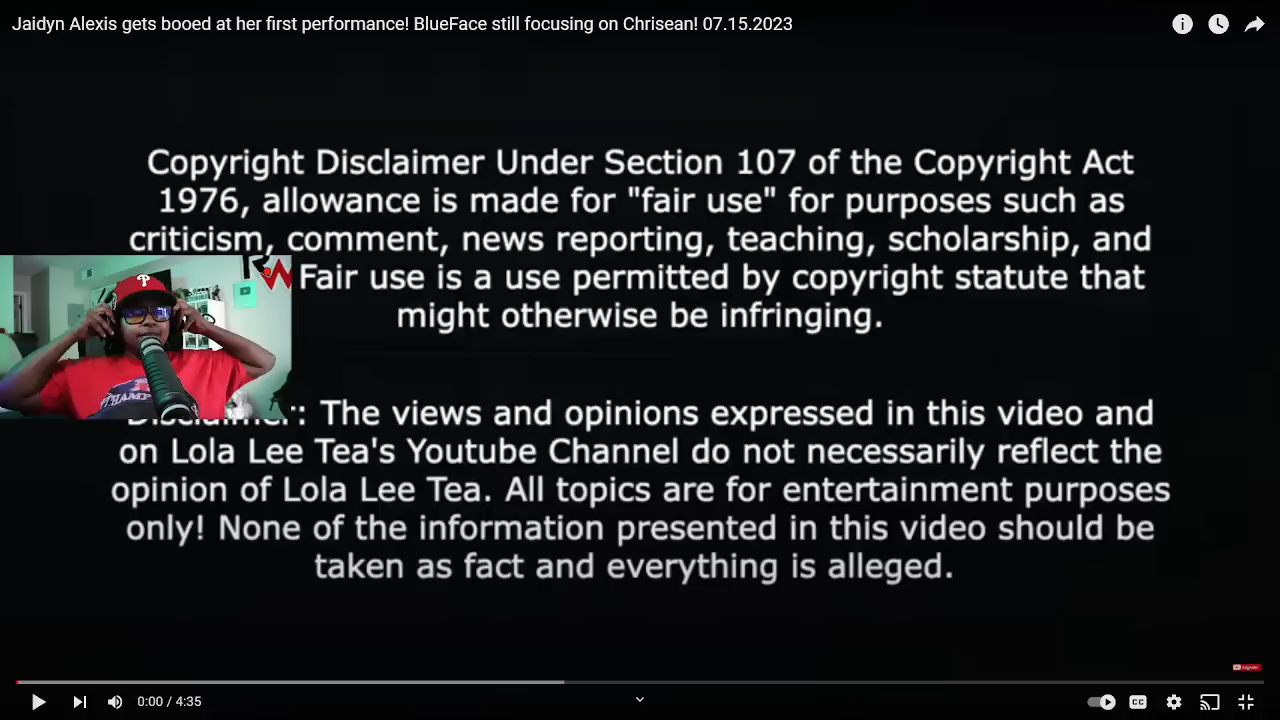 Jaidyn Alexis gets booed at her first performance! BlueFace still focusing on Chrisean! 07.15.2023
Copyright Disclaimer Under Section 107 of the Copyright Act
1976, allowance is made for "fair use" for purposes such as
criticism, comment, news reporting, teaching, scholarship, and
Fair use is a use permitted by copyright statute that
might otherwise be infringing.
Disclaimer: The views and opinions expressed in this video and
on Lola Lee Tea's Youtube Channel do not necessarily reflect the
opinion of Lola Lee Tea. All topics are for entertainment purposes
only! None of the information presented in this video should be
taken as fact and everything is alleged.
0:00 / 4:35
CC